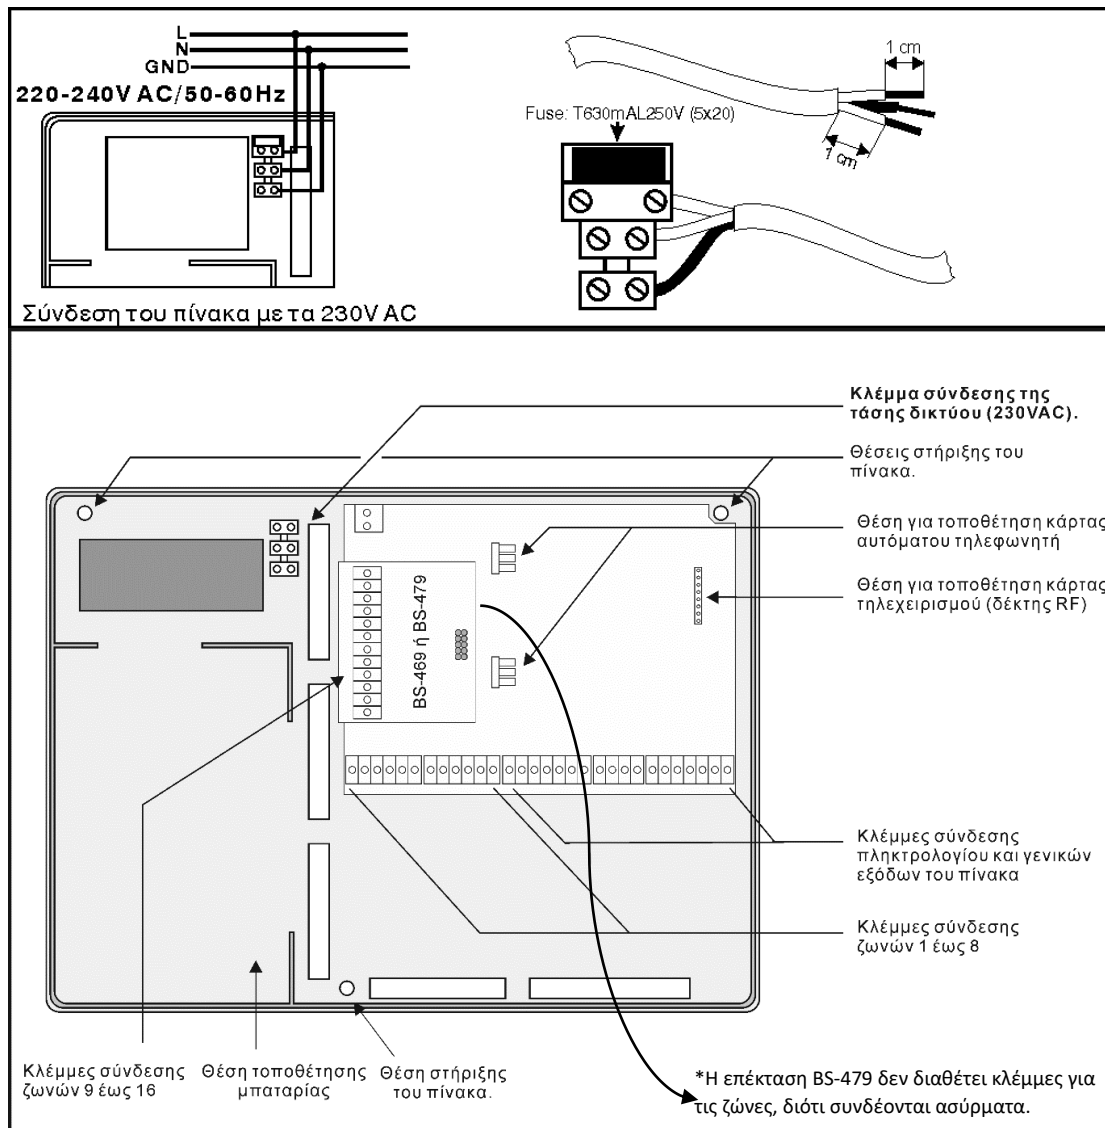 L
N
GND
220-240V AC/50-60Hz
Σύνδεση του πίνακα με τα 230V AC
1 cm
Fuse: T630mAL250V (5x20)
1 cm
Κλέμμα σύνδεσης της
τάσης δικτύου (230VAC).
Θέσεις στήριξης του
πίνακα.
Θέση για τοποθέτηση κάρτας
αυτόματου τηλεφωνητή
Θέση για τοποθέτηση κάρτας
τηλεχειρισμού (δέκτης RF)
BS-469 ή BS-479
Κλέμμες σύνδεσης
πληκτρολογίου και γενικών
εξόδων του πίνακα
Κλέμμες σύνδεσης
ζωνών 1 έως 8
Κλέμμες σύνδεσης
ζωνών 9 έως 16
Θέση τοποθέτησης
μπαταρίας
Θέση στήριξης
του πίνακα.
*Η επέκταση BS-479 δεν διαθέτει κλέμμες για
τις ζώνες, διότι συνδέονται ασύρματα.